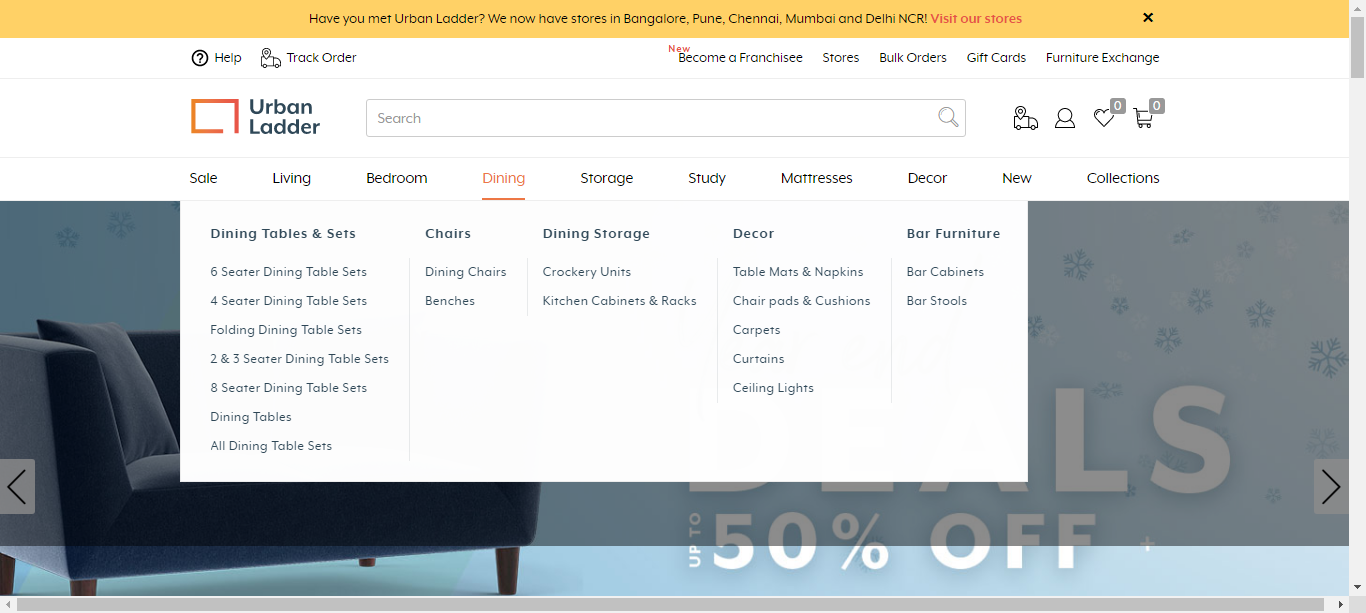 Have you met Urban Ladder? We now have stores in Bangalore, Pune, Chennai, Mumbai and Delhi NCR! Visit our stores
Help
Track Order
New
Become a Franchisee
Stores
Bulk Orders
Gift Cards
Furniture Exchange
Urban
Ladder
Search
0
0
Sale
Living
Bedroom
Dining
Storage
Study
Mattresses
Decor
New
Collections
Dining Tables & Sets
6 Seater Dining Table Sets
4 Seater Dining Table Sets
Folding Dining Table Sets
2 & 3 Seater Dining Table Sets
8 Seater Dining Table Sets
Dining Tables
All Dining Table Sets
Chairs
Dining Chairs
Benches
Dining Storage
Crockery Units
Kitchen Cabinets & Racks
Decor
Table Mats & Napkins
Chair pads & Cushions
Carpets
Curtains
Ceiling Lights
Bar Furniture
Bar Cabinets
Bar Stools
DEALS
UP TO
50% OFF